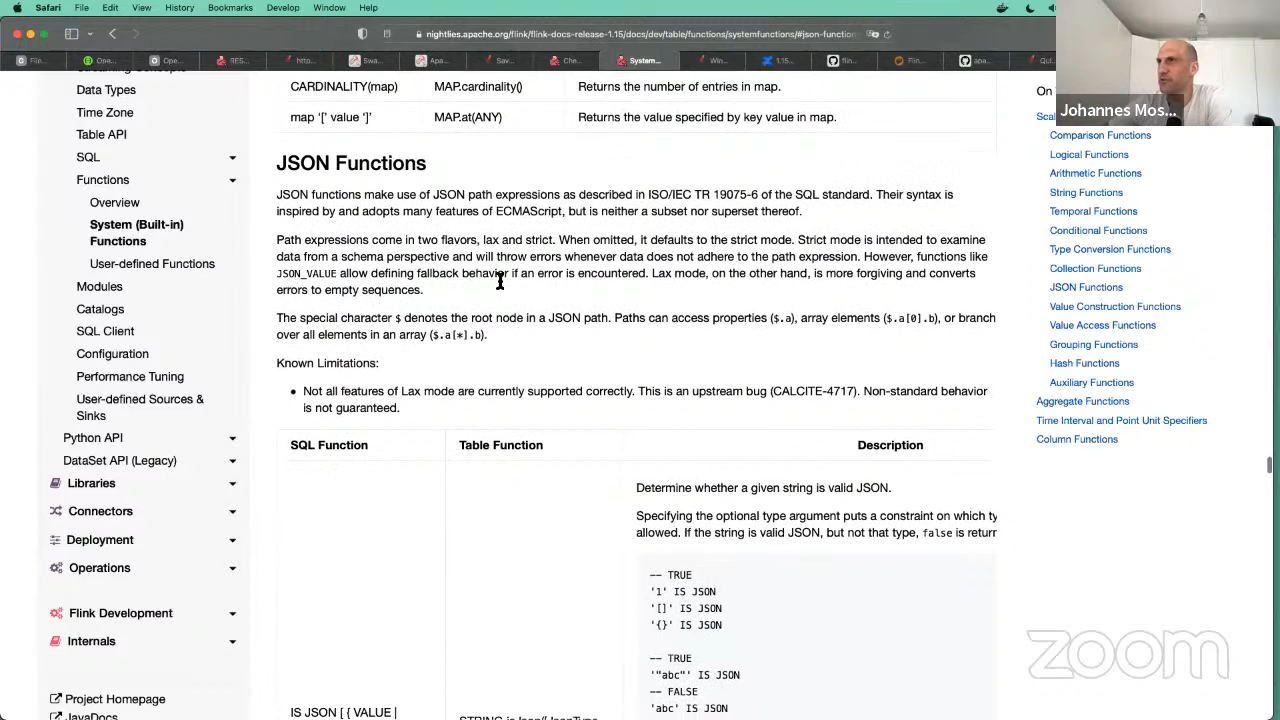 Safari File Edit View History Bookmarks Develop Window Help
nightlies.apache.org/flink/flink-docs-release-1.15/docs/dev/table/functions/systemfunctions/#json-function
Flin... Ope... RES... http... Swa... Apa... Sav... Che... System... Win... 1.15... flin... Flin... apa...
Data Types
Time Zone
Table API
SQL
Functions
Overview
System (Built-in)
Functions
User-defined Functions
Modules
Catalogs
SQL Client
Configuration
Performance Tuning
User-defined Sources &
Sinks
Python API
DataSet API (Legacy)
Libraries
Connectors
Deployment
Operations
Flink Development
Internals
Project Homepage
JavaDocs
CARDINALITY(map) MAP.cardinality() Returns the number of entries in map.
map '[' value ']' MAP.at(ANY) Returns the value specified by key value in map.
JSON Functions
JSON functions make use of JSON path expressions as described in ISO/IEC TR 19075-6 of the SQL standard. Their syntax is
inspired by and adopts many features of ECMAScript, but is neither a subset nor superset thereof.
Path expressions come in two flavors, lax and strict. When omitted, it defaults to the strict mode. Strict mode is intended to examine
data from a schema perspective and will throw errors whenever data does not adhere to the path expression. However, functions like
JSON_VALUE allow defining fallback behavior if an error is encountered. Lax mode, on the other hand, is more forgiving and converts
errors to empty sequences.
The special character $ denotes the root node in a JSON path. Paths can access properties ($.a), array elements ($.a[0].b), or branch
over all elements in an array ($.a[*].b).
Known Limitations:
• Not all features of Lax mode are currently supported correctly. This is an upstream bug (CALCITE-4717). Non-standard behavior
is not guaranteed.
SQL Function Table Function Description
Determine whether a given string is valid JSON.
Specifying the optional type argument puts a constraint on which ty
allowed. If the string is valid JSON, but not that type, false is return
-- TRUE
'1' IS JSON
'[]' IS JSON
'{}' IS JSON
-- TRUE
'"abc"' IS JSON
-- FALSE
'abc' IS JSON
IS JSON [ { VALUE |
Johannes Mos...
On
Scal
Comparison Functions
Logical Functions
Arithmetic Functions
String Functions
Temporal Functions
Conditional Functions
Type Conversion Functions
Collection Functions
JSON Functions
Value Construction Functions
Value Access Functions
Grouping Functions
Hash Functions
Auxiliary Functions
Aggregate Functions
Time Interval and Point Unit Specifiers
Column Functions
zoom